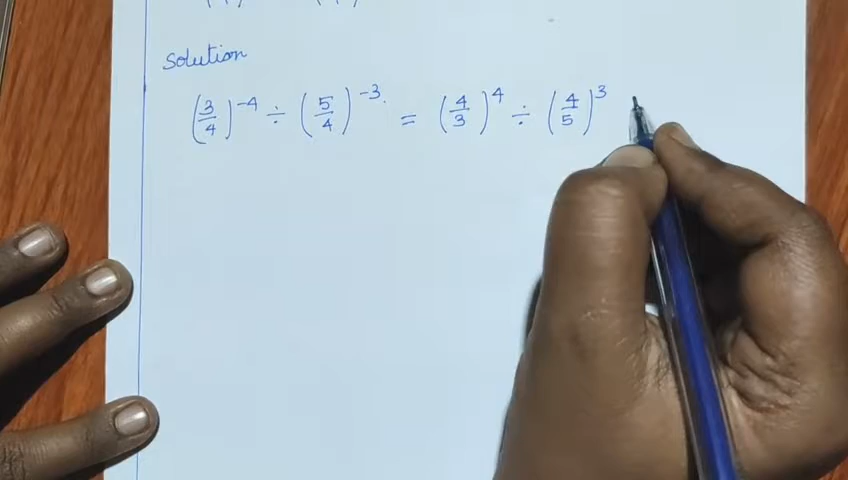 Solution
(3/4)^-4 ÷ (5/4)^-3. = (4/3)^4 ÷ (4/5)^3